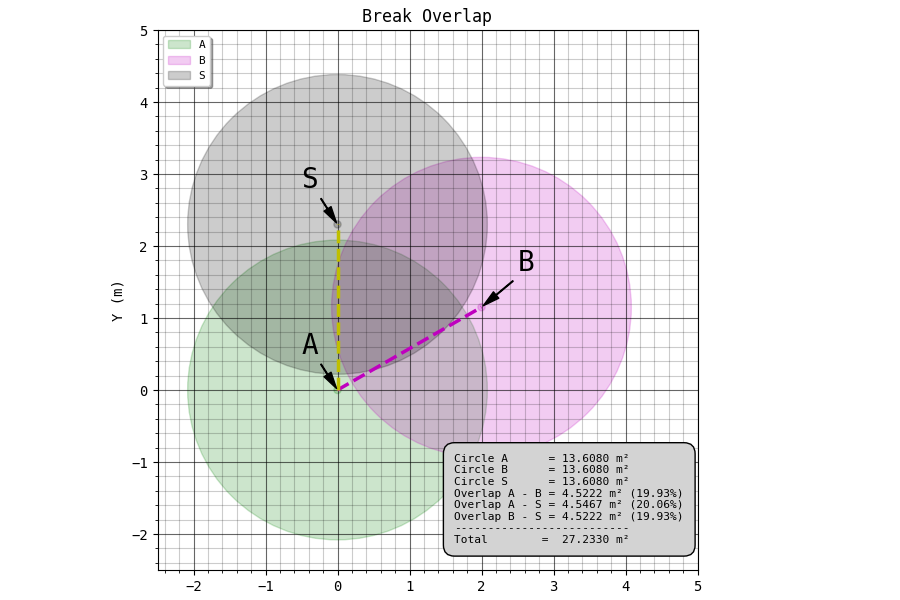 Break Overlap
A
B
S
Y (m)
5
4
3
2
1
0
−1
−2
S
B
A
Circle A      = 13.6080 m²
Circle B      = 13.6080 m²
Circle S      = 13.6080 m²
Overlap A - B = 4.5222 m² (19.93%)
Overlap A - S = 4.5467 m² (20.06%)
Overlap B - S = 4.5222 m² (19.93%)
--------------------------
Total        =  27.2330 m²
−2 −1 0 1 2 3 4 5